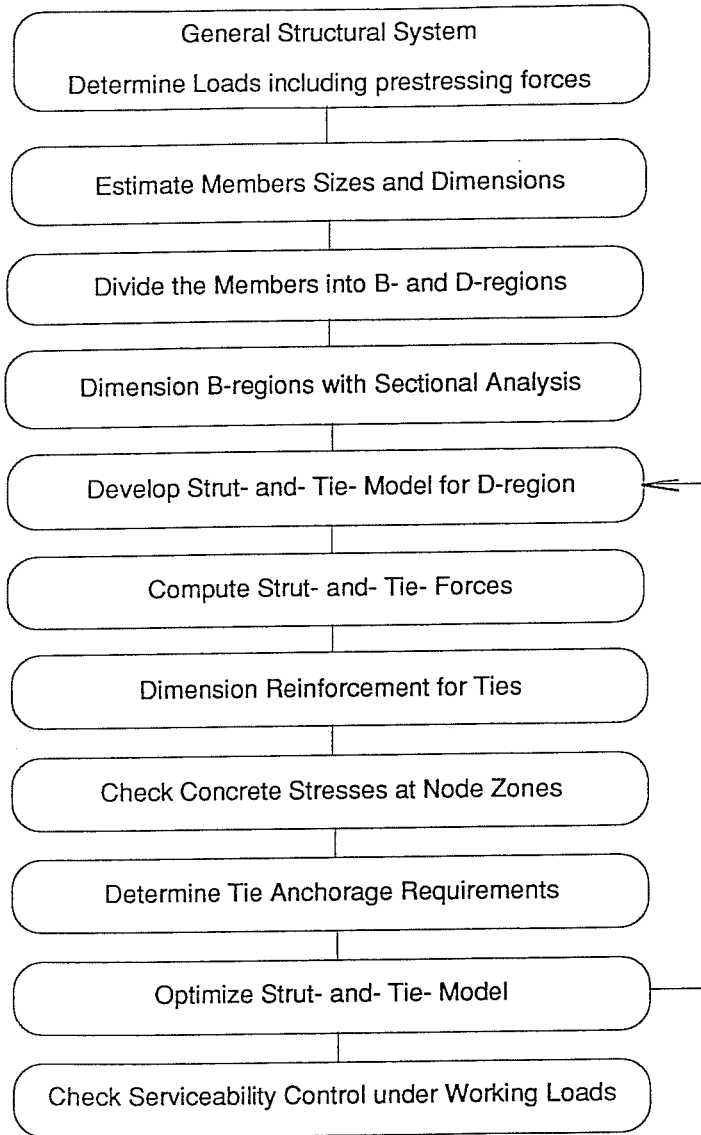 General Structural System
Determine Loads including prestressing forces
Estimate Members Sizes and Dimensions
Divide the Members into B- and D-regions
Dimension B-regions with Sectional Analysis
Develop Strut- and- Tie- Model for D-region
Compute Strut- and- Tie- Forces
Dimension Reinforcement for Ties
Check Concrete Stresses at Node Zones
Determine Tie Anchorage Requirements
Optimize Strut- and- Tie- Model
Check Serviceability Control under Working Loads